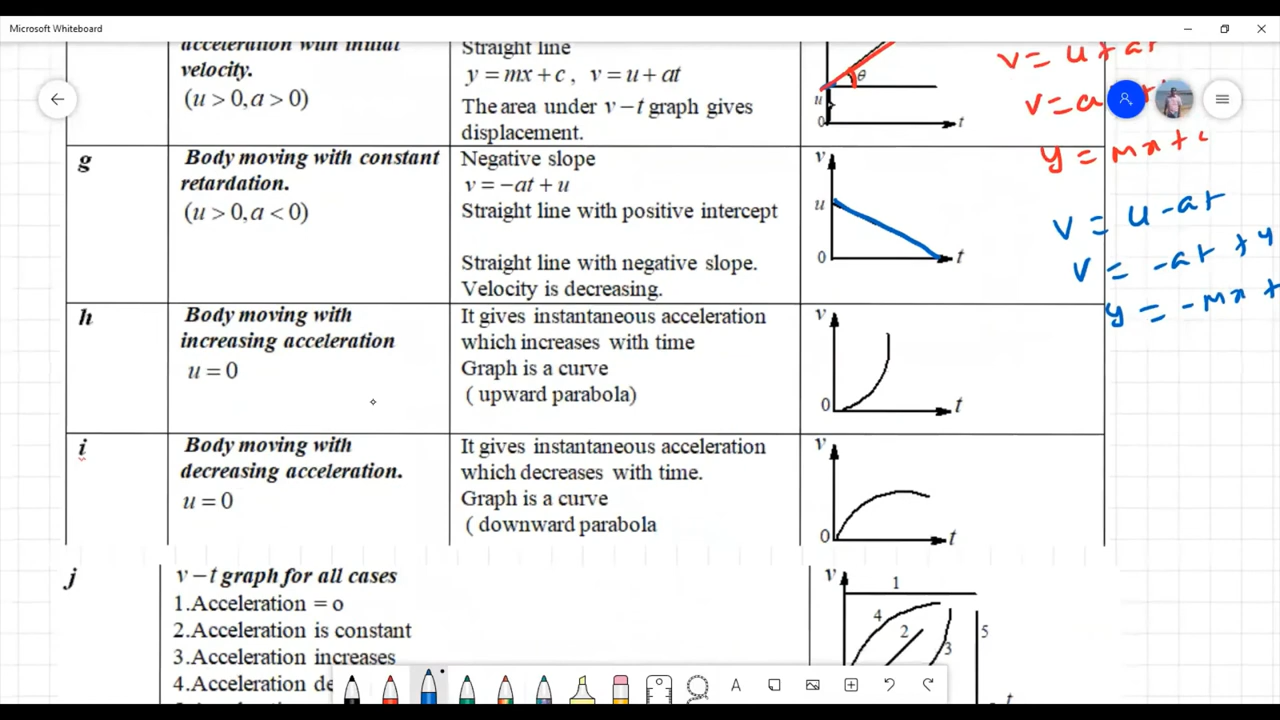 Microsoft Whiteboard
acceleration with initial
velocity.
(u > 0, a > 0)
Straight line
y = mx + c , v = u + at
The area under v − t graph gives
displacement.
θ
u
0
t
v = u + at
v = a
y = mx +
g
Body moving with constant
retardation.
(u > 0, a < 0)
Negative slope
v = −at + u
Straight line with positive intercept
Straight line with negative slope.
Velocity is decreasing.
v
u
0
t
v = u - at
v = -at + u
y = -mx +
h
Body moving with
increasing acceleration
u = 0
It gives instantaneous acceleration
which increases with time
Graph is a curve
( upward parabola)
v
0
t
i
Body moving with
decreasing acceleration.
u = 0
It gives instantaneous acceleration
which decreases with time.
Graph is a curve
( downward parabola
v
0
t
j
v − t graph for all cases
1.Acceleration = o
2.Acceleration is constant
3.Acceleration increases
4.Acceleration de
v
1
4
2
3
5
t
A